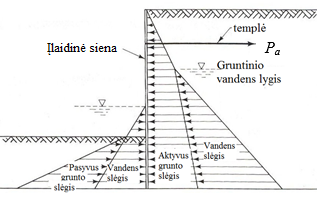 Įlaidinė siena
templė
Pa
Gruntinio
vandens lygis
Pasyvus
grunto
slėgis
Vandens
slėgis
Aktyvus
grunto
slėgis
Vandens
slėgis